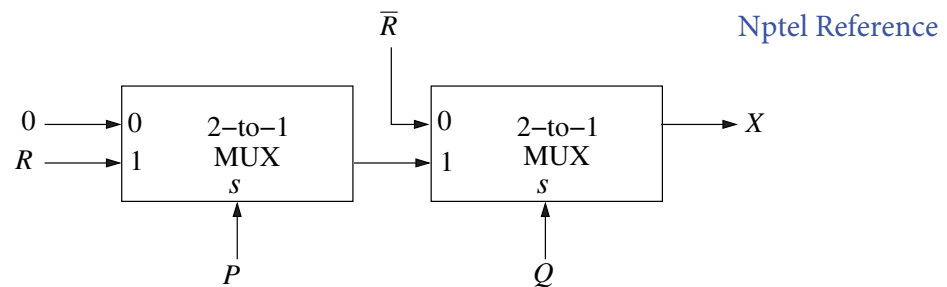 R̅
Nptel Reference
0
0
2−to−1
MUX
s
R
1
P
0
2−to−1
MUX
s
1
X
Q